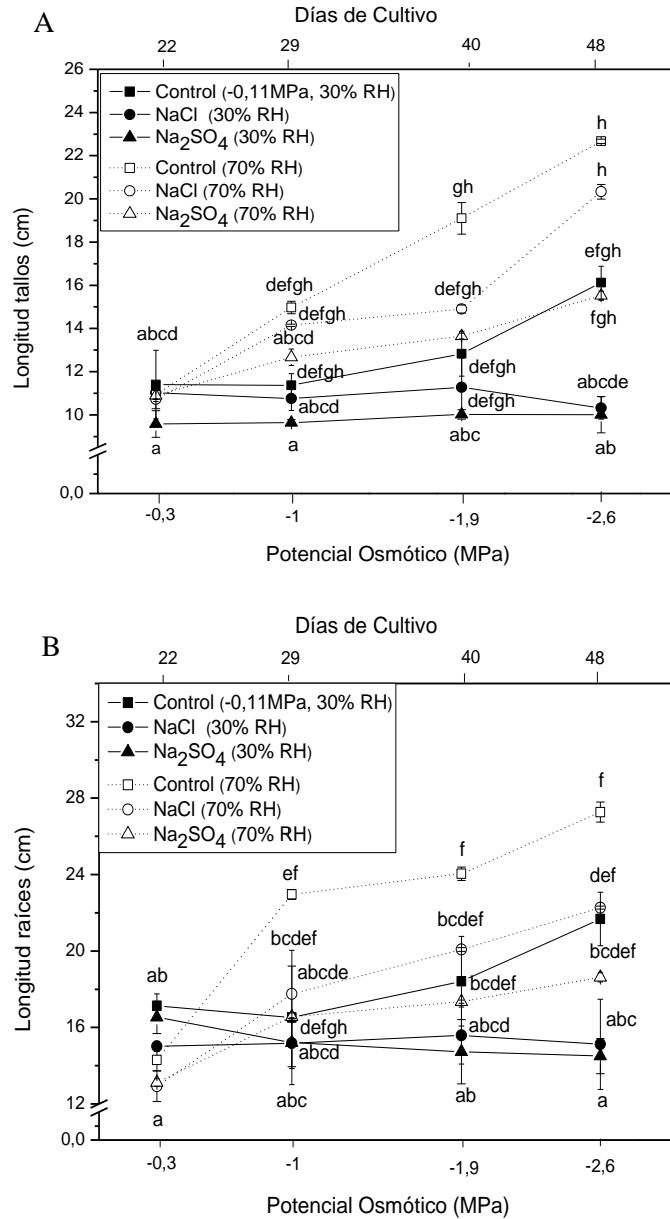 A
Días de Cultivo
22 29 40 48
26
24
22
20
18
16
14
12
10
0,0
Longitud tallos (cm)
Control (-0,11MPa, 30% RH)
NaCl (30% RH)
Na₂SO₄ (30% RH)
Control (70% RH)
NaCl (70% RH)
Na₂SO₄ (70% RH)
h
gh
h
defgh
efgh
abcd
defgh
abcd
fgh
defgh
defgh
abcde
abcd
defgh
a
a
abc
ab
-0,3 -1 -1,9 -2,6
Potencial Osmótico (MPa)
B
Días de Cultivo
22 29 40 48
32
28
24
20
16
12
0,0
Longitud raíces (cm)
Control (-0,11MPa, 30% RH)
NaCl (30% RH)
Na₂SO₄ (30% RH)
Control (70% RH)
NaCl (70% RH)
Na₂SO₄ (70% RH)
f
f
ef
def
bcdef
bcdef
bcdef
ab
abcde
bcdef
defgh
abcd
abc
abcd
abc
ab
a
a
-0,3 -1 -1,9 -2,6
Potencial Osmótico (MPa)